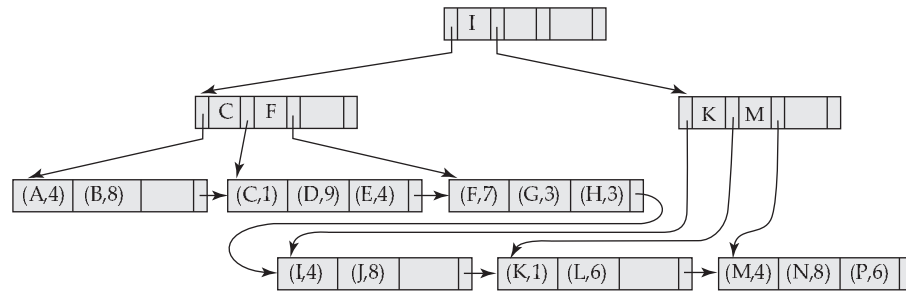 I
C F
K M
(A,4) (B,8)
(C,1) (D,9) (E,4)
(F,7) (G,3) (H,3)
(I,4) (J,8)
(K,1) (L,6)
(M,4) (N,8) (P,6)